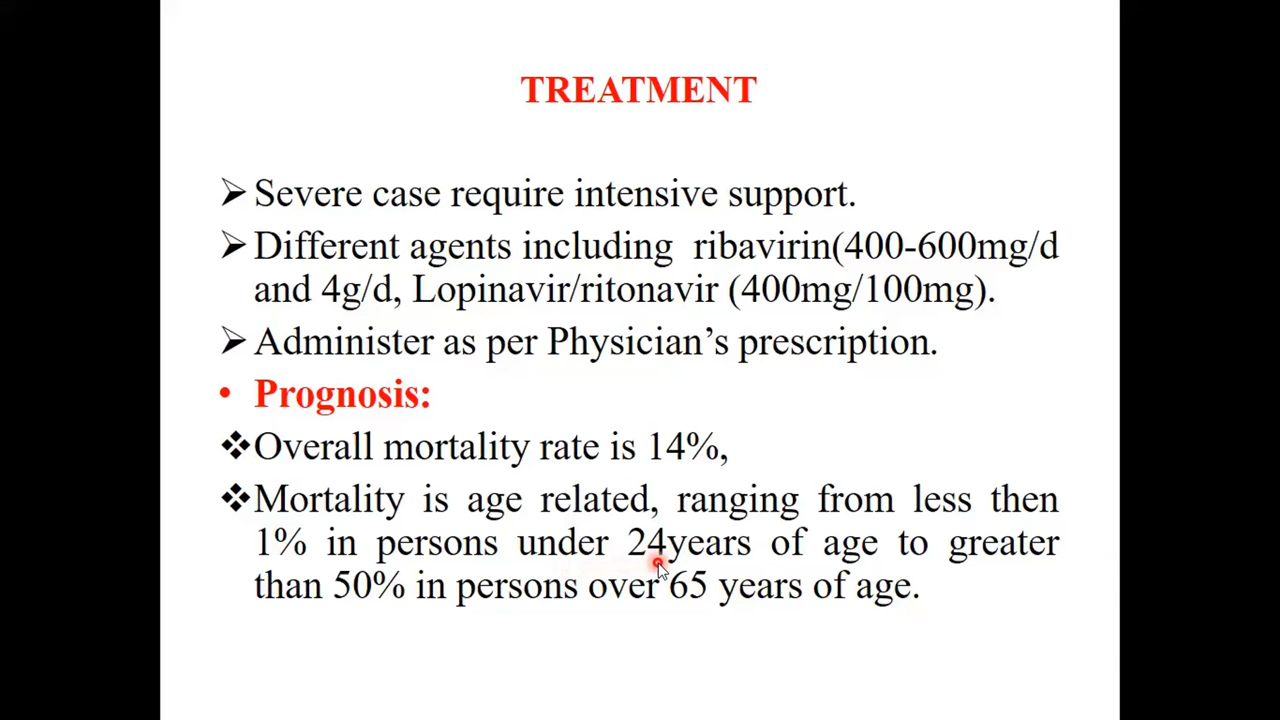 TREATMENT
➢ Severe case require intensive support.
➢ Different agents including ribavirin(400-600mg/d
and 4g/d, Lopinavir/ritonavir (400mg/100mg).
➢ Administer as per Physician’s prescription.
• Prognosis:
❖ Overall mortality rate is 14%,
❖ Mortality is age related, ranging from less then
1% in persons under 24years of age to greater
than 50% in persons over 65 years of age.